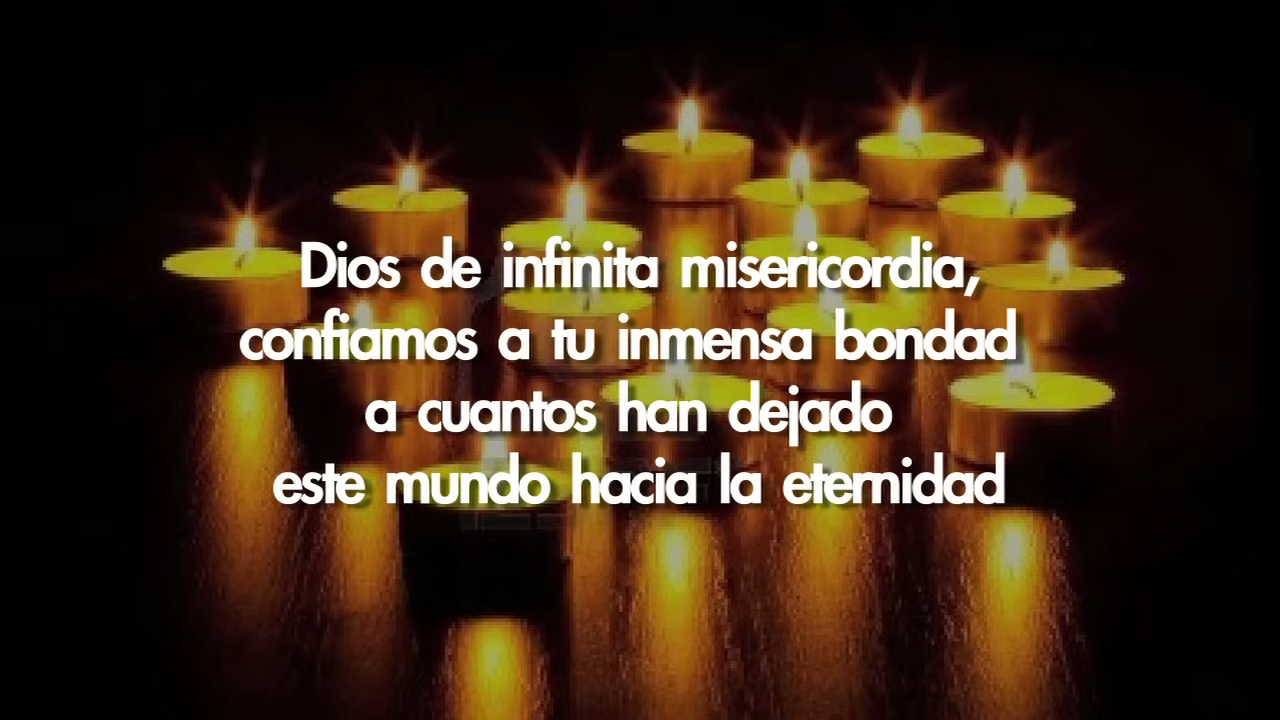 Dios de infinita misericordia,
confiamos a tu inmensa bondad
a cuantos han dejado
este mundo hacia la eternidad